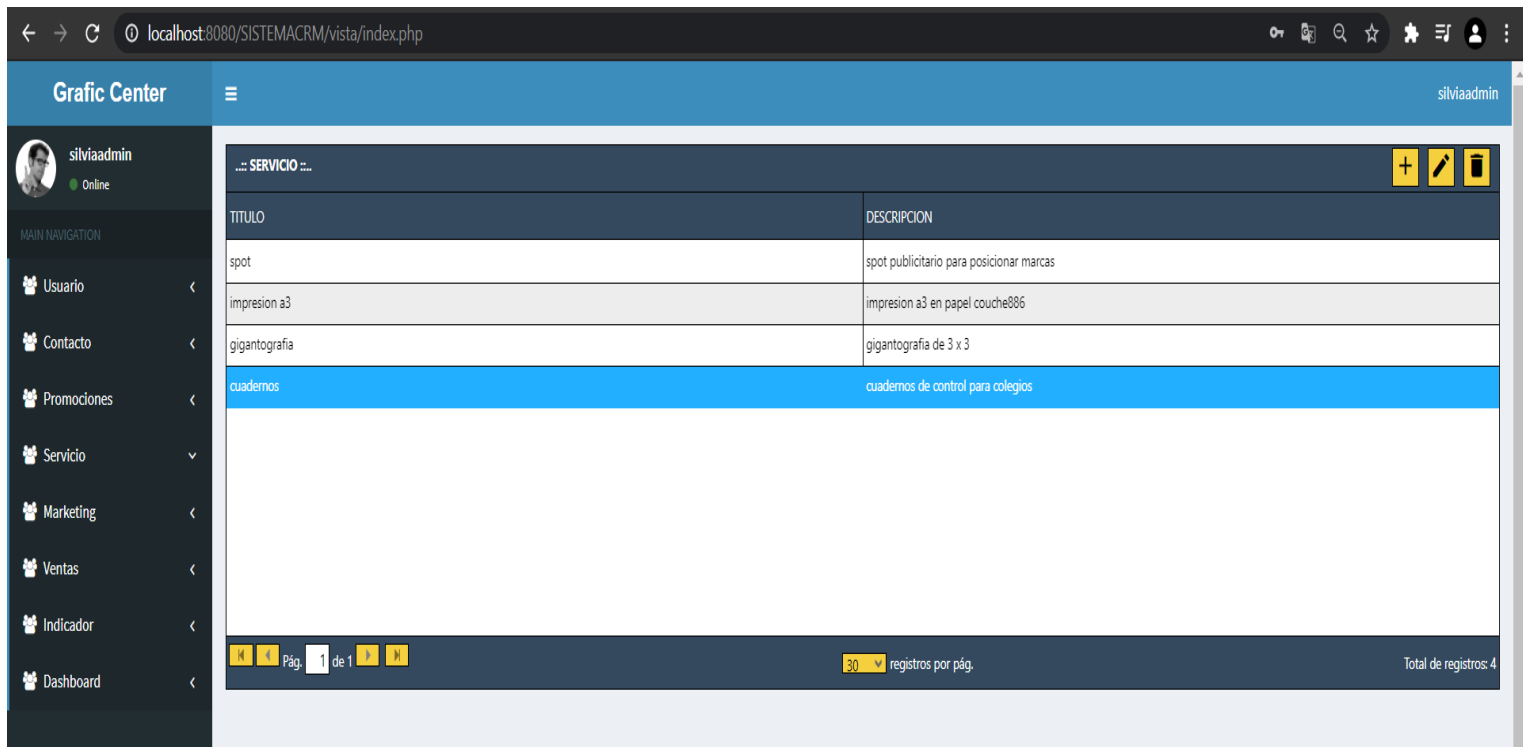 localhost:8080/SISTEMACRM/vista/index.php
Grafic Center
silviaadmin
silviaadmin
Online
MAIN NAVIGATION
Usuario
Contacto
Promociones
Servicio
Marketing
Ventas
Indicador
Dashboard
..:: SERVICIO ::..
TITULO DESCRIPCION
spot spot publicitario para posicionar marcas
impresion a3 impresion a3 en papel couche886
gigantografia gigantografia de 3 x 3
cuadernos cuadernos de control para colegios
Pág. 1 de 1 30 registros por pág. Total de registros: 4